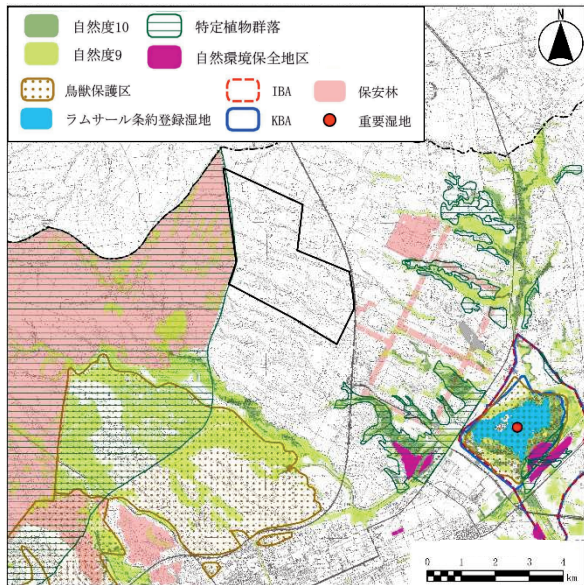 自然度10 特定植物群落
自然度9 自然環境保全地区
鳥獣保護区 IBA 保安林
ラムサール条約登録湿地 KBA 重要湿地
N
0 1 2 3 4
km